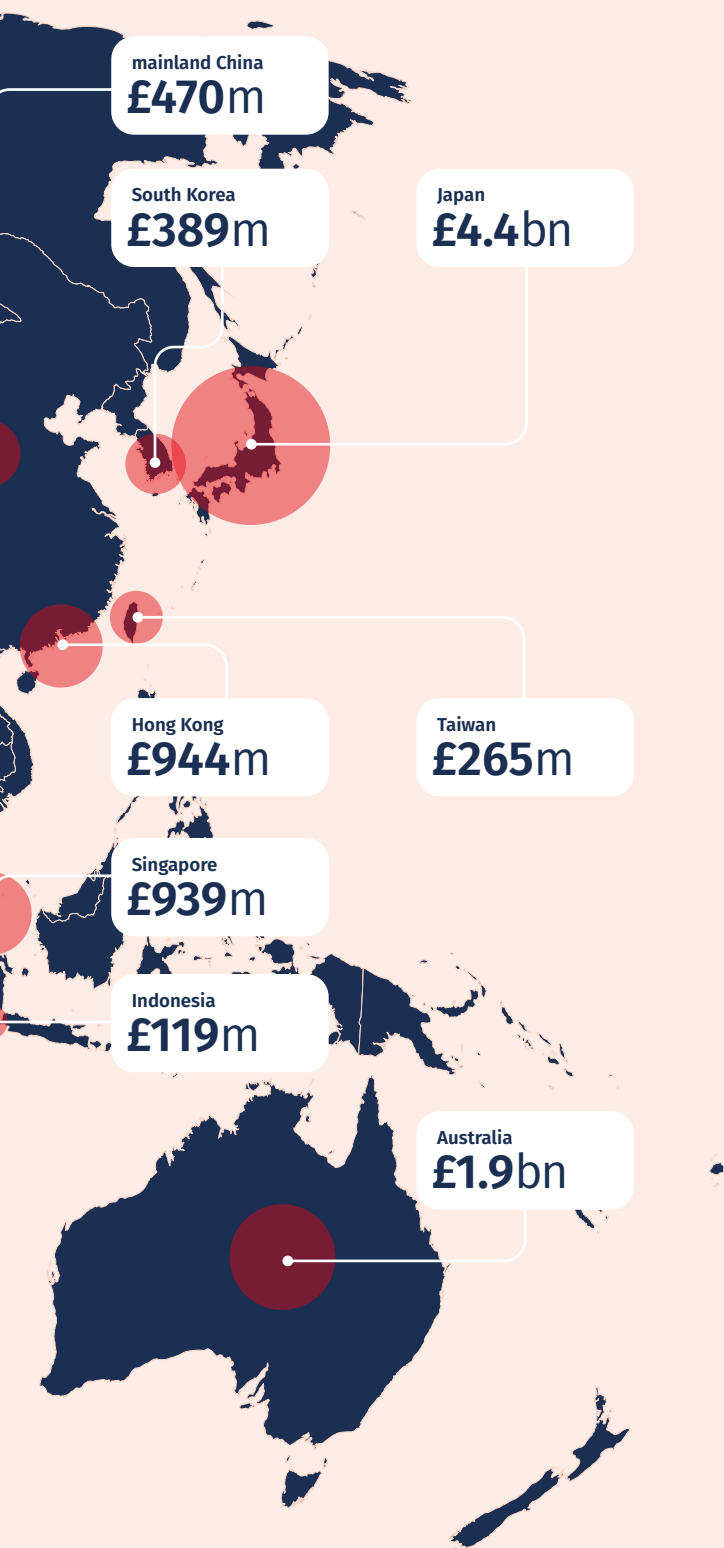 mainland China
£470m
South Korea
£389m
Japan
£4.4bn
Hong Kong
£944m
Taiwan
£265m
Singapore
£939m
Indonesia
£119m
Australia
£1.9bn